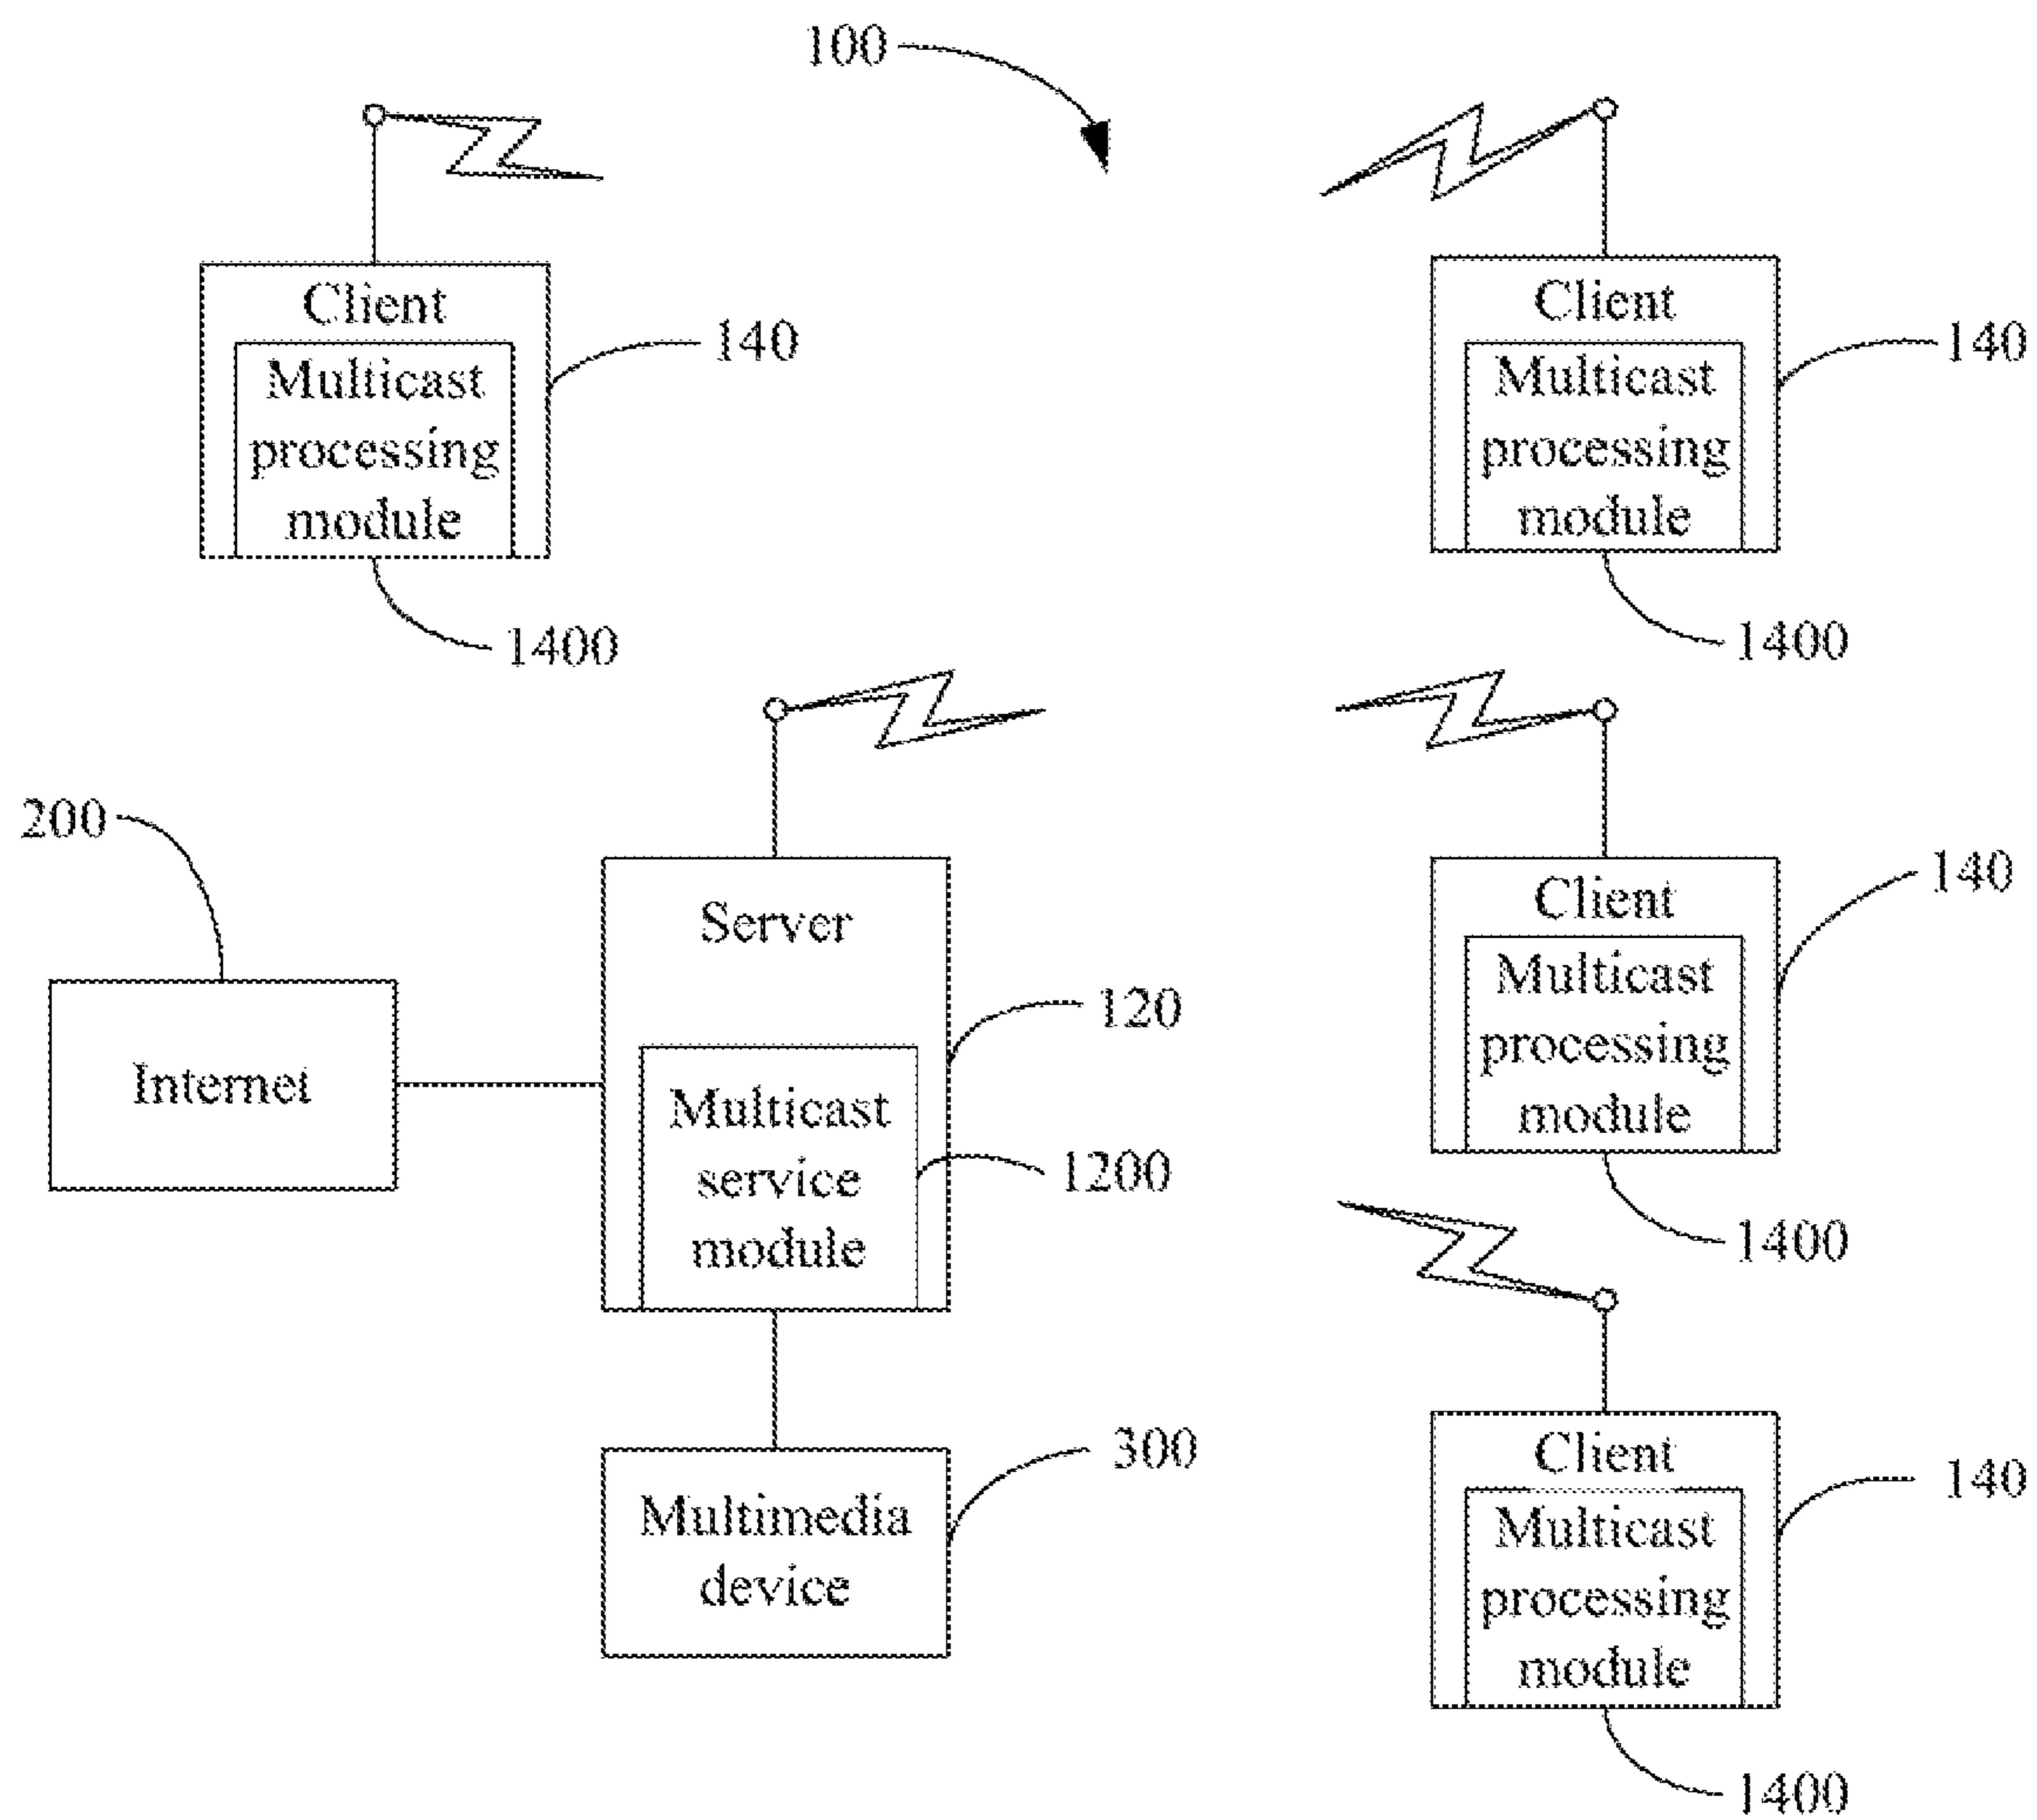 100
Client
Multicast
processing
module
140
1400
Client
Multicast
processing
module
140
1400
200
Internet
Server
120
Multicast
service
module
1200
Client
Multicast
processing
module
140
1400
Multimedia
device
300
Client
Multicast
processing
module
140
1400